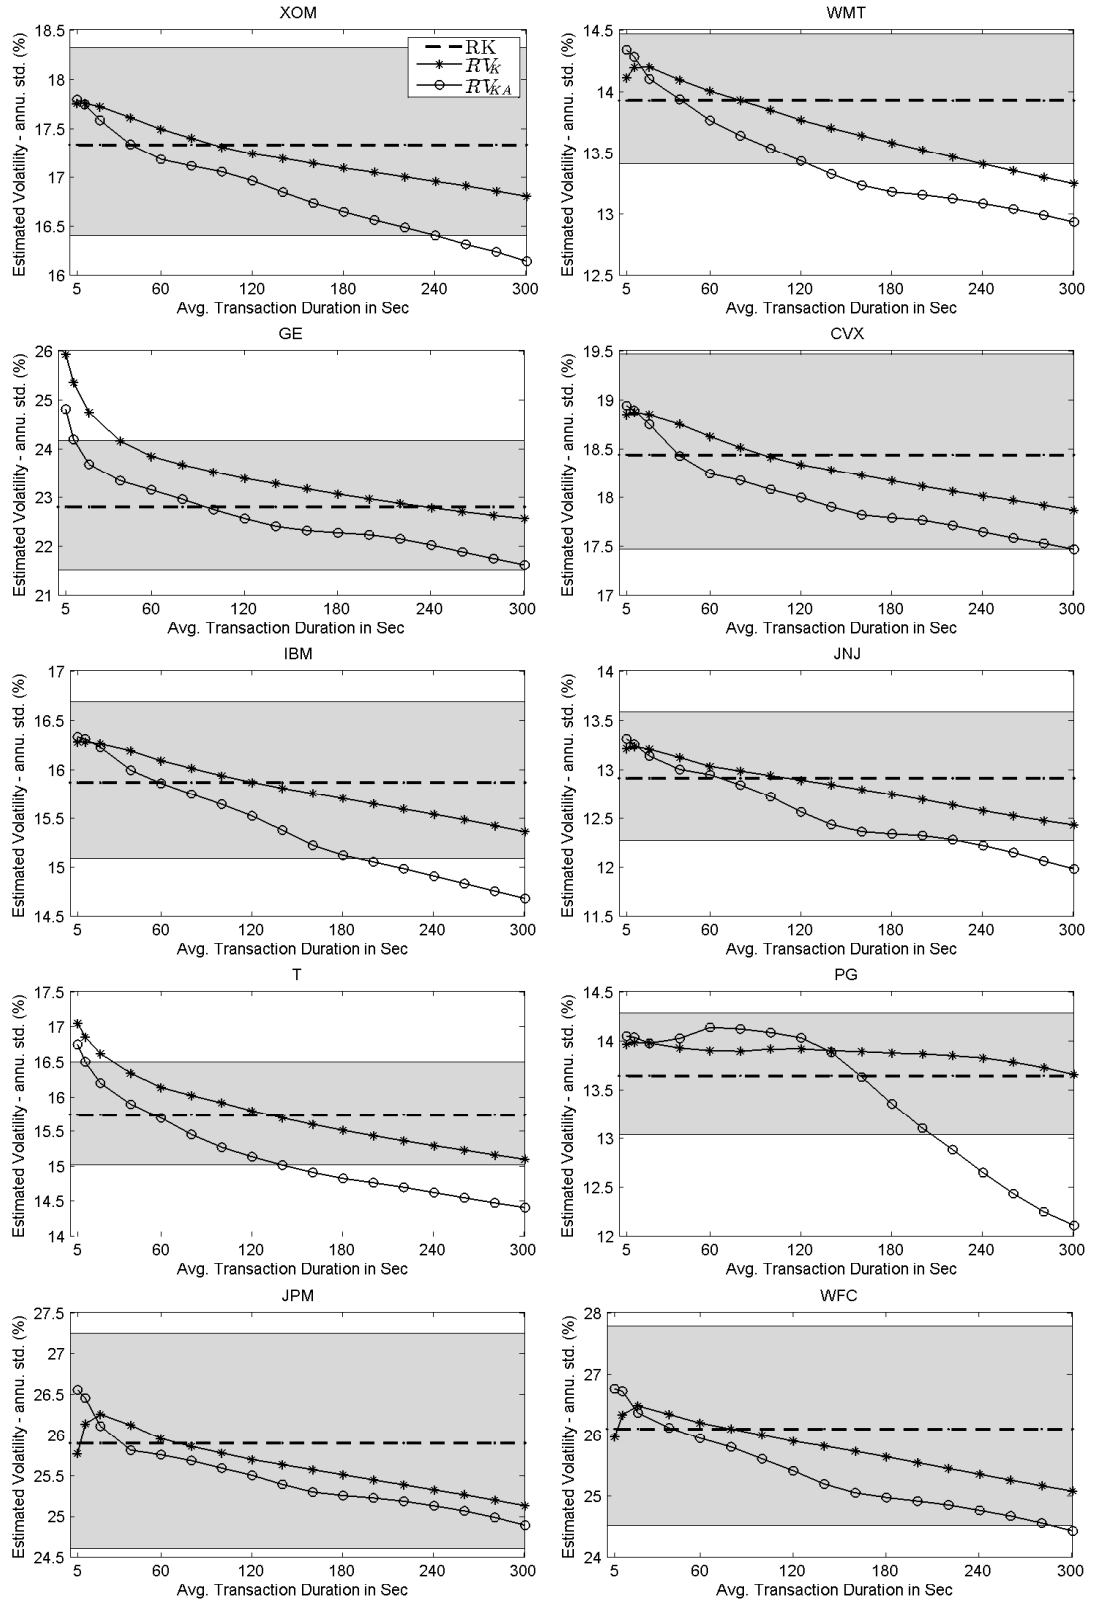 XOM
Estimated Volatility - annu. std. (%)
18.5
18
17.5
17
16.5
16
RK
RV_K
RV_KA
5 60 120 180 240 300
Avg. Transaction Duration in Sec
WMT
Estimated Volatility - annu. std. (%)
14.5
14
13.5
13
12.5
5 60 120 180 240 300
Avg. Transaction Duration in Sec
GE
Estimated Volatility - annu. std. (%)
26
25
24
23
22
21
5 60 120 180 240 300
Avg. Transaction Duration in Sec
CVX
Estimated Volatility - annu. std. (%)
19.5
19
18.5
18
17.5
17
5 60 120 180 240 300
Avg. Transaction Duration in Sec
IBM
Estimated Volatility - annu. std. (%)
17
16.5
16
15.5
15
14.5
5 60 120 180 240 300
Avg. Transaction Duration in Sec
JNJ
Estimated Volatility - annu. std. (%)
14
13.5
13
12.5
12
11.5
5 60 120 180 240 300
Avg. Transaction Duration in Sec
T
Estimated Volatility - annu. std. (%)
17.5
17
16.5
16
15.5
15
14.5
14
5 60 120 180 240 300
Avg. Transaction Duration in Sec
PG
Estimated Volatility - annu. std. (%)
14.5
14
13.5
13
12.5
12
5 60 120 180 240 300
Avg. Transaction Duration in Sec
JPM
Estimated Volatility - annu. std. (%)
27.5
27
26.5
26
25.5
25
24.5
5 60 120 180 240 300
Avg. Transaction Duration in Sec
WFC
Estimated Volatility - annu. std. (%)
28
27
26
25
24
5 60 120 180 240 300
Avg. Transaction Duration in Sec